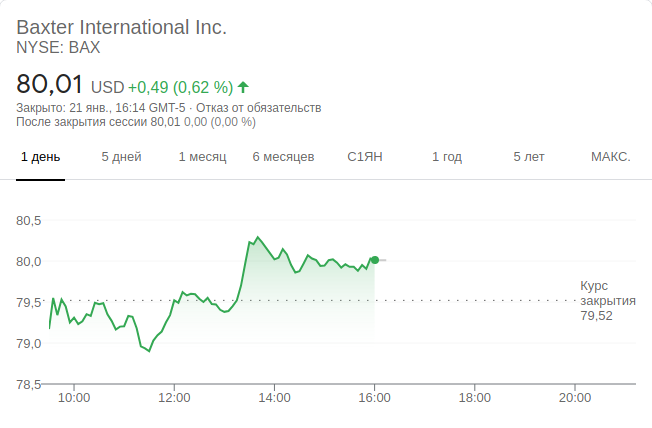 Baxter International Inc.
NYSE: BAX
80,01 USD +0,49 (0,62 %)
Закрыто: 21 янв., 16:14 GMT-5 · Отказ от обязательств
После закрытия сессии 80,01 0,00 (0,00 %)
1 день 5 дней 1 месяц 6 месяцев С1ЯН 1 год 5 лет МАКС.
80,5
80,0
79,5
79,0
78,5
Курс
закрытия
79,52
10:00 12:00 14:00 16:00 18:00 20:00